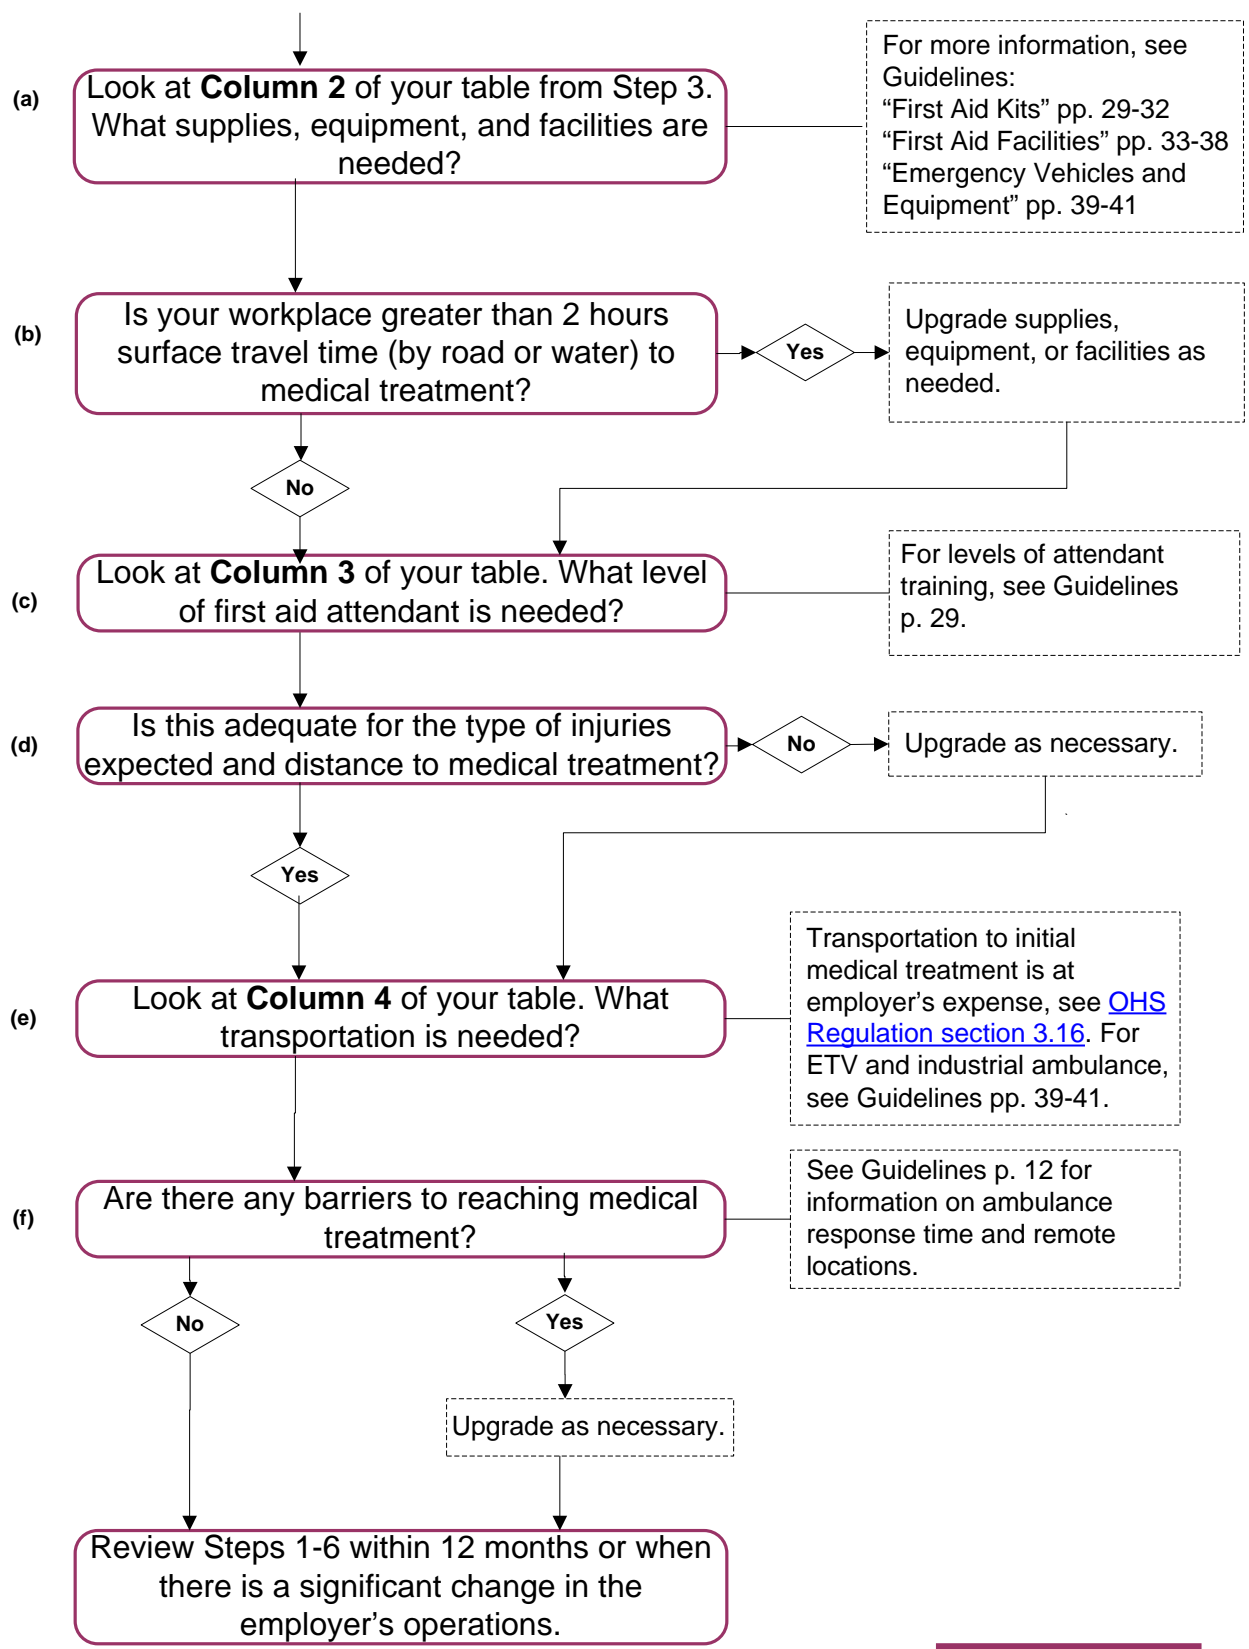 (a)
Look at Column 2 of your table from Step 3.
What supplies, equipment, and facilities are
needed?
For more information, see
Guidelines:
“First Aid Kits” pp. 29-32
“First Aid Facilities” pp. 33-38
“Emergency Vehicles and
Equipment” pp. 39-41
(b)
Is your workplace greater than 2 hours
surface travel time (by road or water) to
medical treatment?
Yes
Upgrade supplies,
equipment, or facilities as
needed.
No
(c)
Look at Column 3 of your table. What level
of first aid attendant is needed?
For levels of attendant
training, see Guidelines
p. 29.
(d)
Is this adequate for the type of injuries
expected and distance to medical treatment?
No
Upgrade as necessary.
Yes
(e)
Look at Column 4 of your table. What
transportation is needed?
Transportation to initial
medical treatment is at
employer’s expense, see OHS
Regulation section 3.16. For
ETV and industrial ambulance,
see Guidelines pp. 39-41.
(f)
Are there any barriers to reaching medical
treatment?
See Guidelines p. 12 for
information on ambulance
response time and remote
locations.
No
Yes
Upgrade as necessary.
Review Steps 1-6 within 12 months or when
there is a significant change in the
employer’s operations.